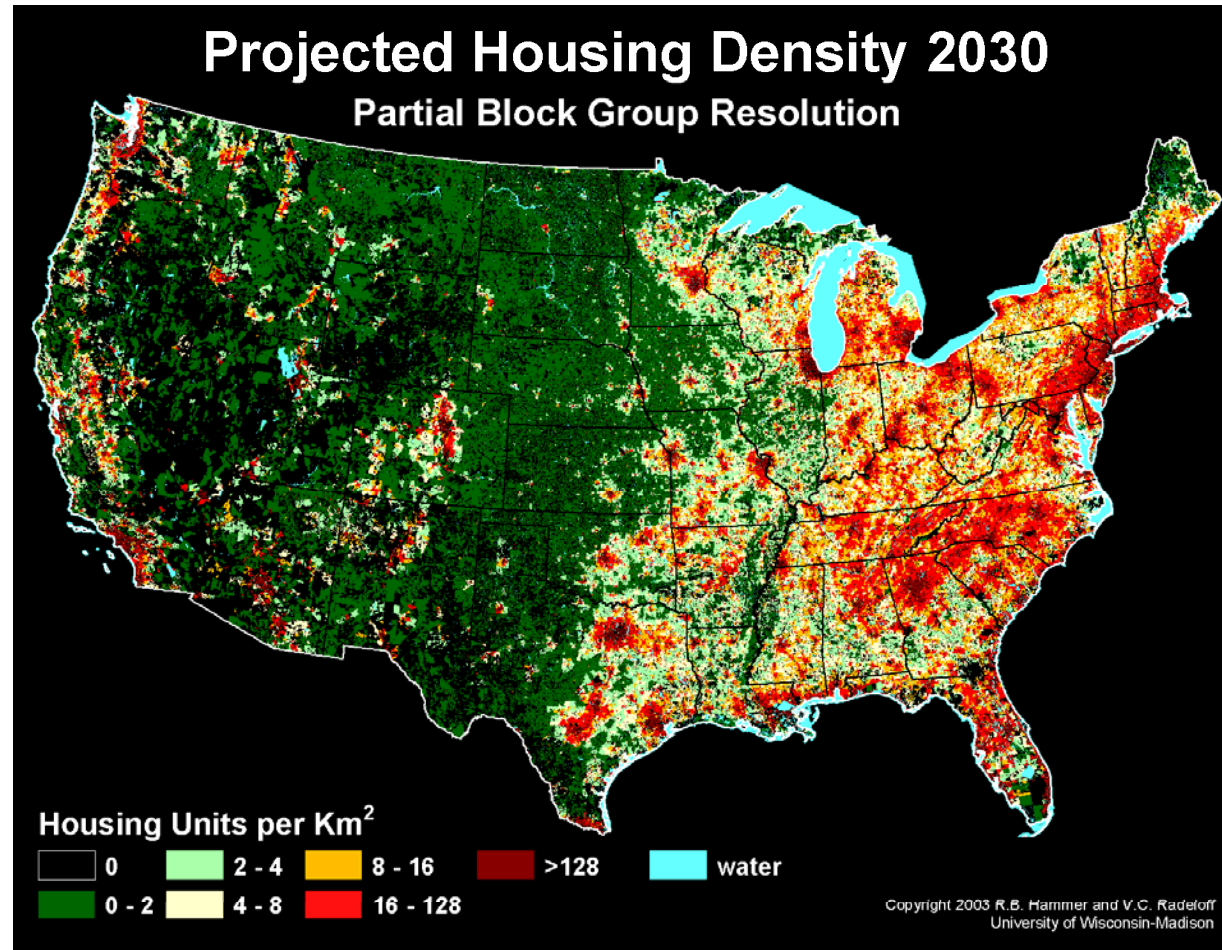 Projected Housing Density 2030
Partial Block Group Resolution
Housing Units per Km²
0 2 - 4 8 - 16 >128 water
0 - 2 4 - 8 16 - 128
Copyright 2003 R.B. Hammer and V.C. Radeloff
University of Wisconsin-Madison